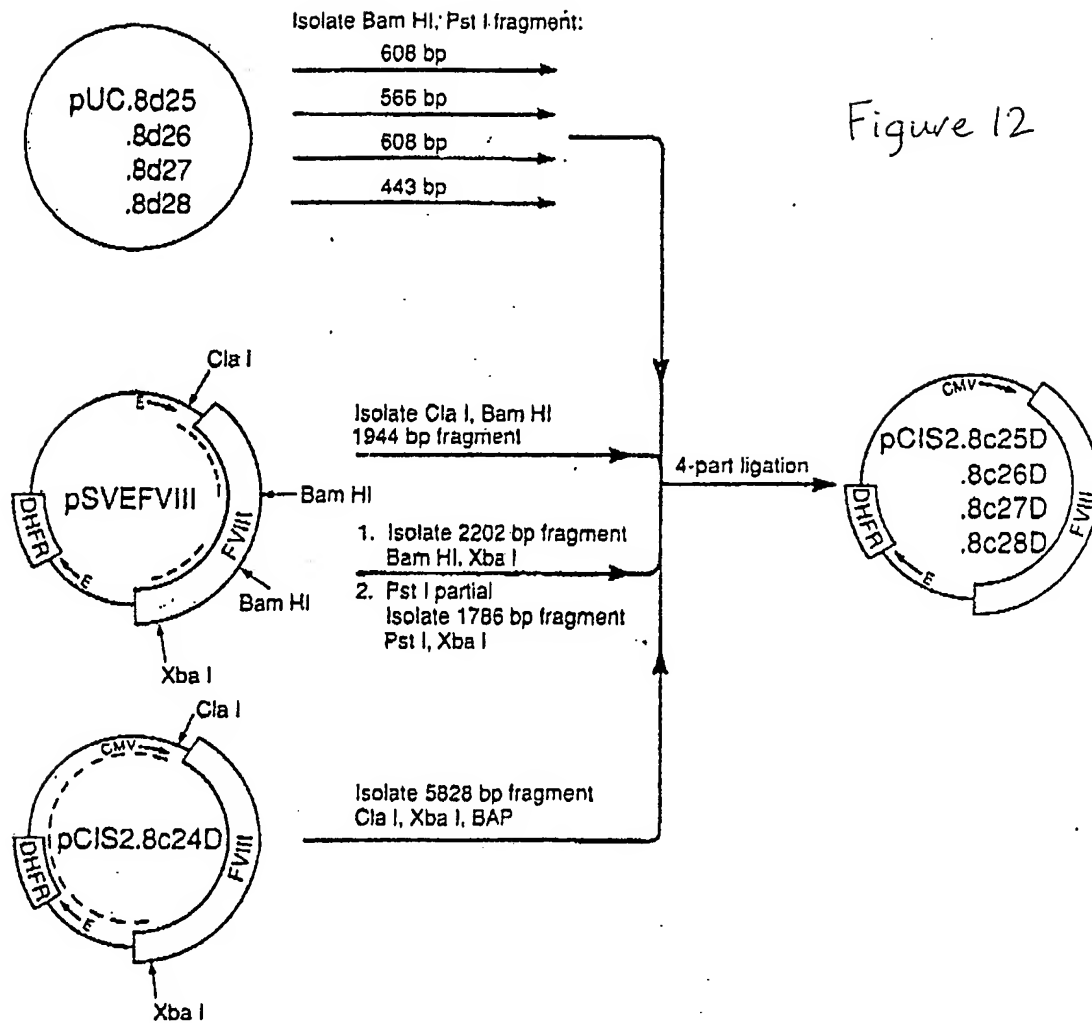 Isolate Bam HI, Pst I fragment:
608 bp
566 bp
608 bp
443 bp
pUC.8d25
.8d26
.8d27
.8d28
Figure 12
Cla I
E
pSVEFVIII
FVIII
DHFR
E
Bam HI
Bam HI
Xba I
Isolate Cla I, Bam HI
1944 bp fragment
1. Isolate 2202 bp fragment
Bam HI, Xba I
2. Pst I partial
Isolate 1786 bp fragment
Pst I, Xba I
4-part ligation
CMV
pCIS2.8c25D
.8c26D
.8c27D
.8c28D
DHFR
E
FVIII
Cla I
CMV
pCIS2.8c24D
FVIII
DHFR
E
Xba I
Isolate 5828 bp fragment
Cla I, Xba I, BAP